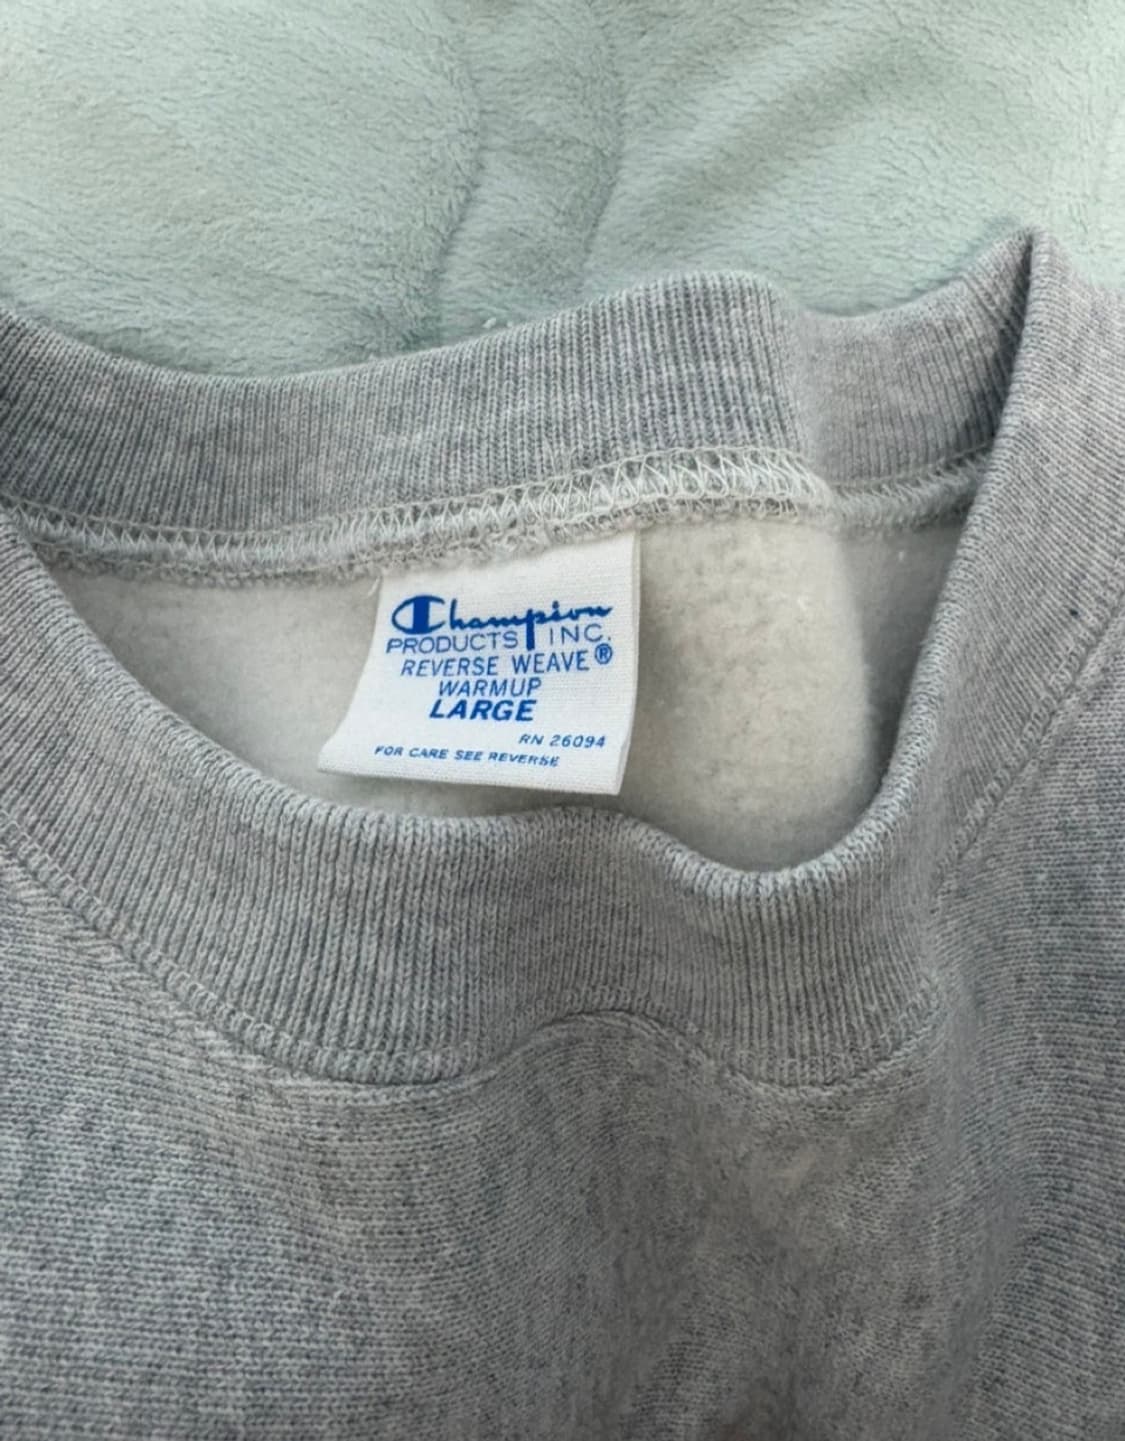 Champion
PRODUCTS INC.
REVERSE WEAVE®
WARMUP
LARGE
RN 26094
FOR CARE SEE REVERSE